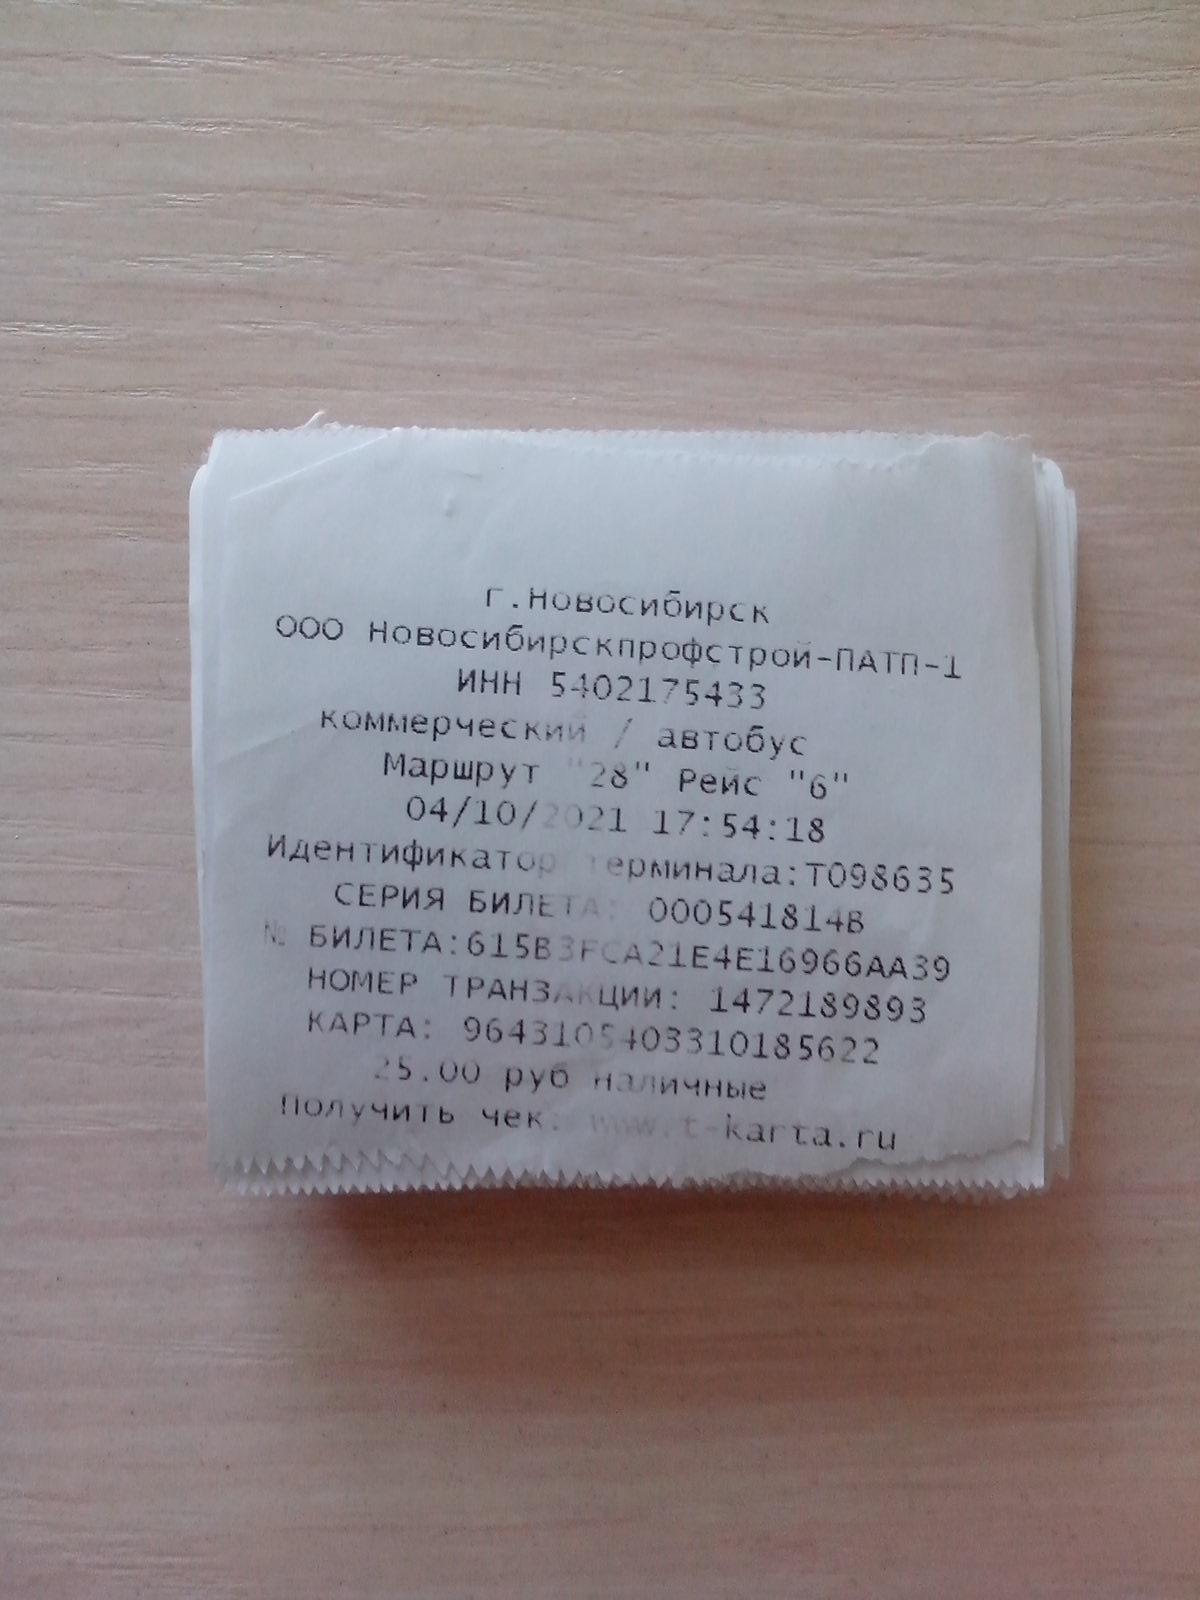 г.Новосибирск
ООО Новосибирскпрофстрой-ПАТП-1
ИНН 5402175433
коммерческий / автобус
Маршрут "28" Рейс "6"
04/10/2021 17:54:18
Идентификатор терминала:Т098635
СЕРИЯ БИЛЕТА: 000541814B
№ БИЛЕТА:615B3FCA21E4E16966AA39
НОМЕР ТРАНЗАКЦИИ: 1472189893
КАРТА: 9643105403310185622
25.00 руб наличные
Получить чек: www.t-karta.ru